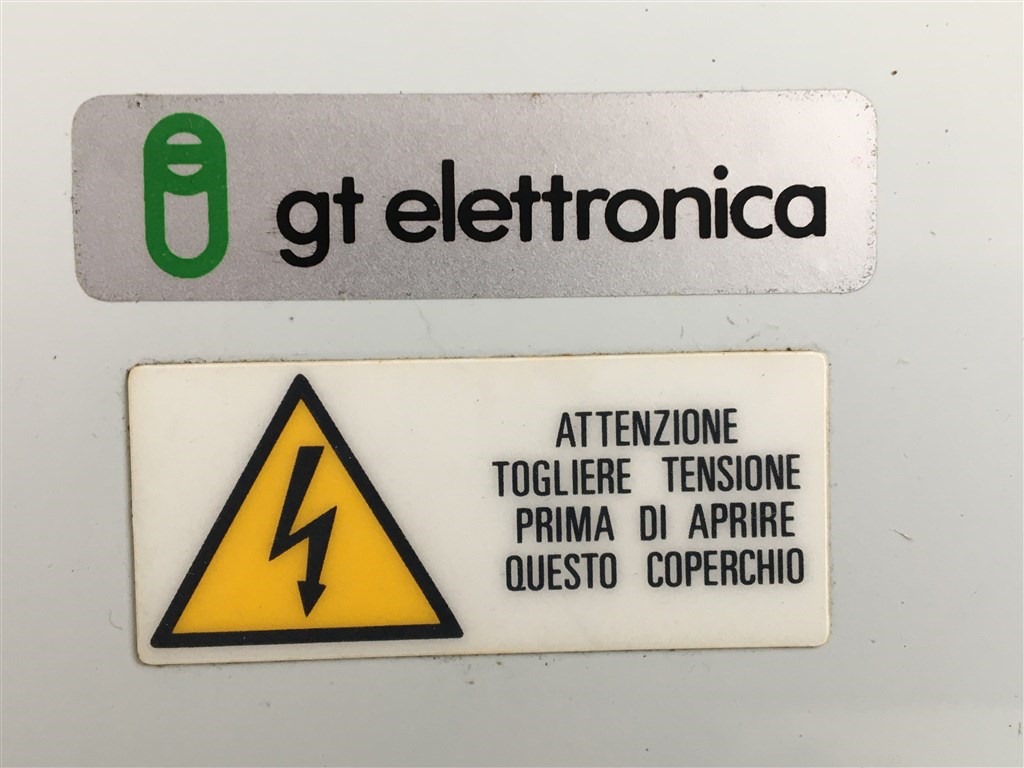 gt elettronica
ATTENZIONE
TOGLIERE TENSIONE
PRIMA DI APRIRE
QUESTO COPERCHIO